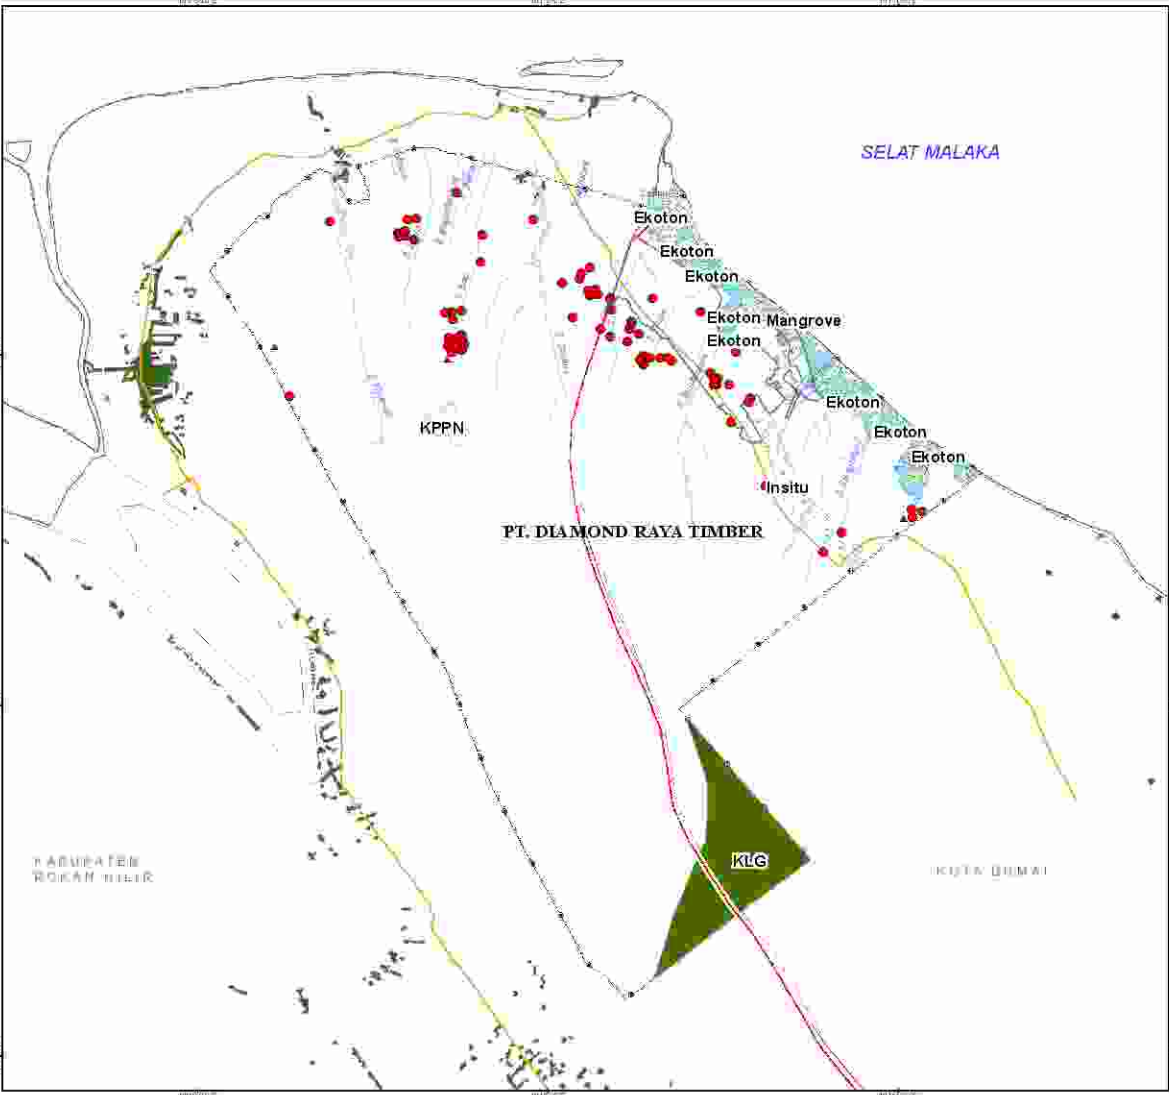 SELAT MALAKA
Ekoton
Ekoton
Ekoton
Ekoton
Mangrove
Ekoton
Ekoton
KPPN
Ekoton
Ekoton
Insitu
PT. DIAMOND RAYA TIMBER
KLG
KABUPATEN
ROKAN HILIR
KOTA DUMAI